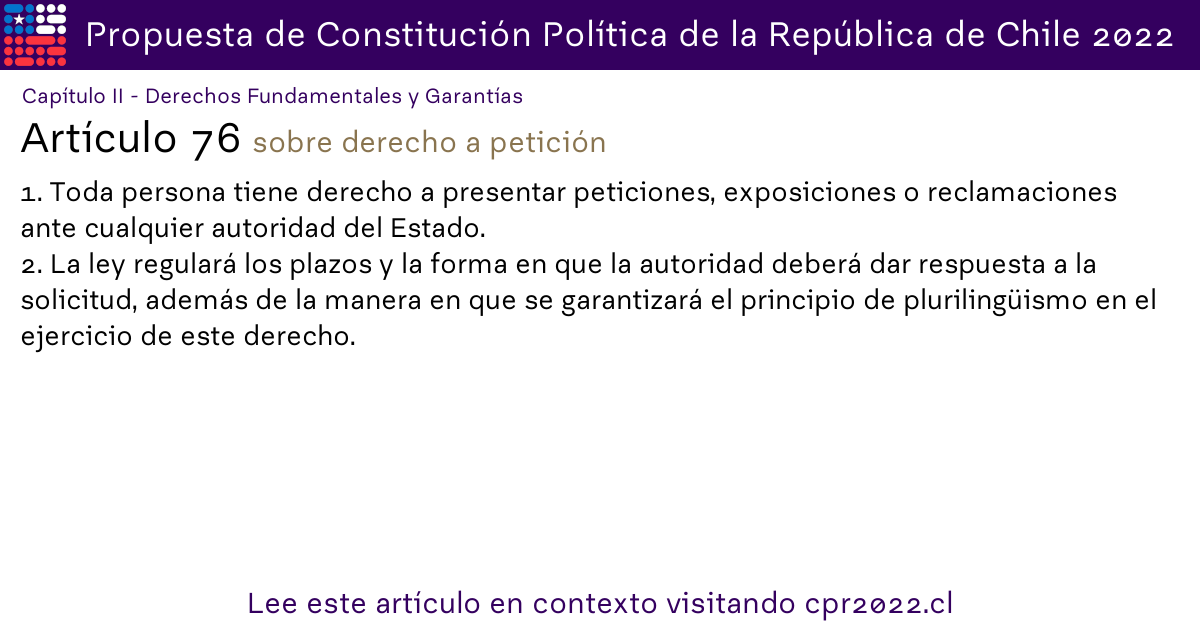 Propuesta de Constitución Política de la República de Chile 2022
Capítulo II - Derechos Fundamentales y Garantías
Artículo 76 sobre derecho a petición
1. Toda persona tiene derecho a presentar peticiones, exposiciones o reclamaciones
ante cualquier autoridad del Estado.
2. La ley regulará los plazos y la forma en que la autoridad deberá dar respuesta a la
solicitud, además de la manera en que se garantizará el principio de plurilingüismo en el
ejercicio de este derecho.
Lee este artículo en contexto visitando cpr2022.cl